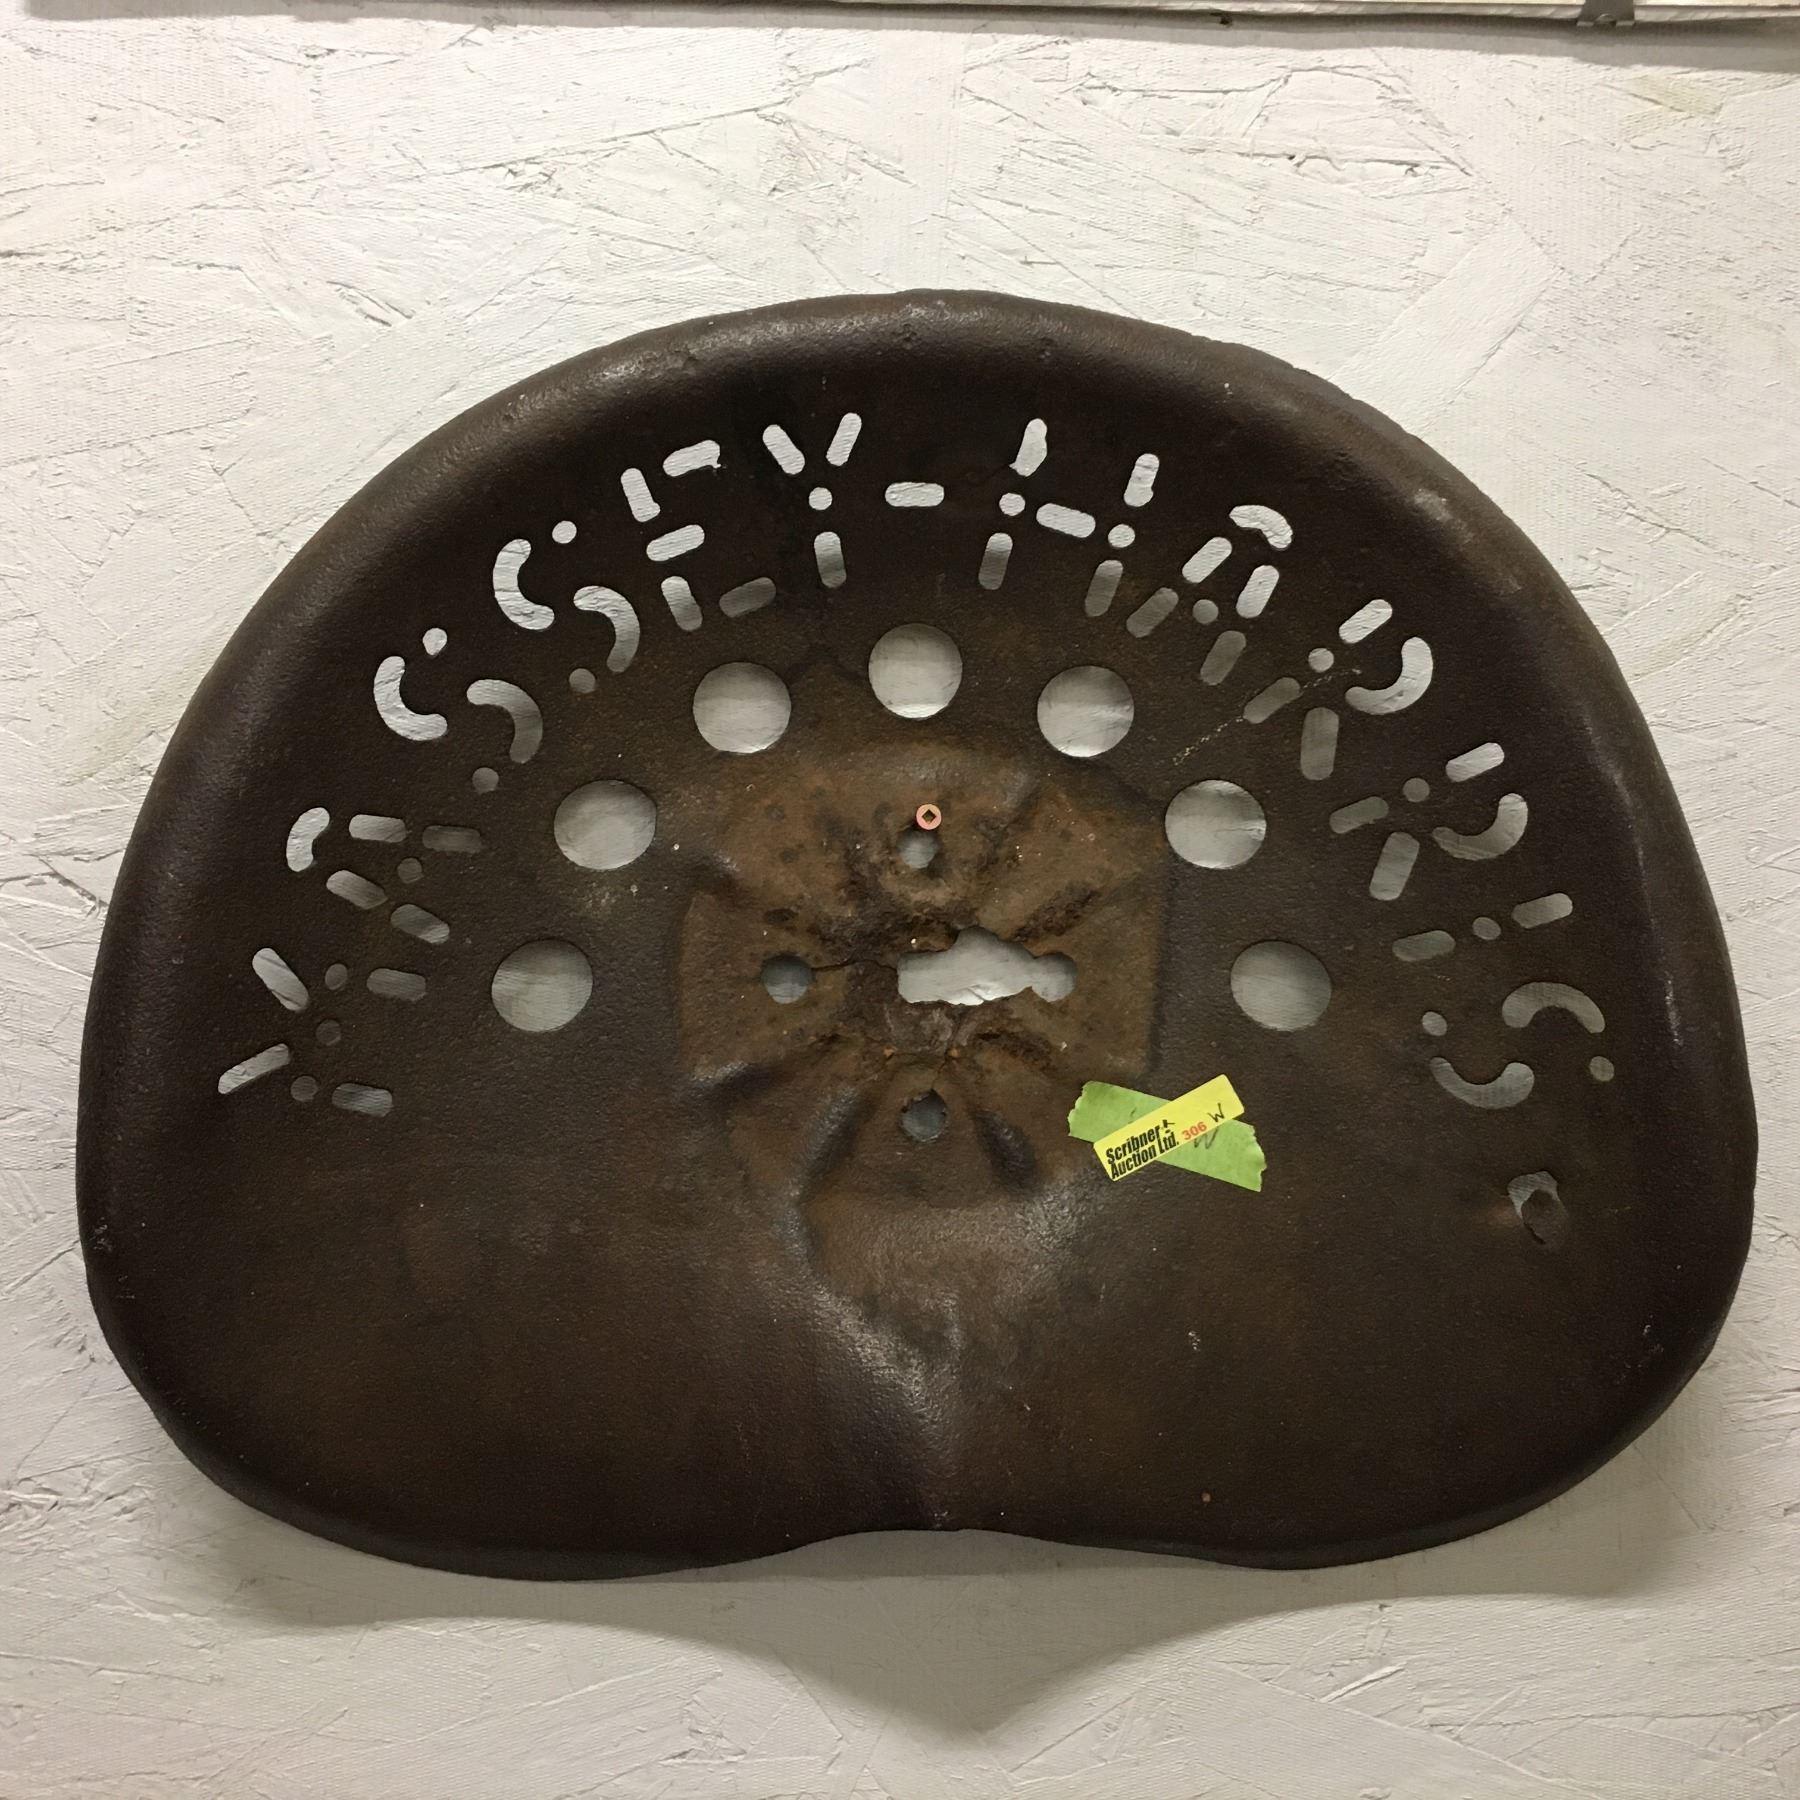 MASSEY-HARRIS
Scribner
Auction Ltd. 306 W
W